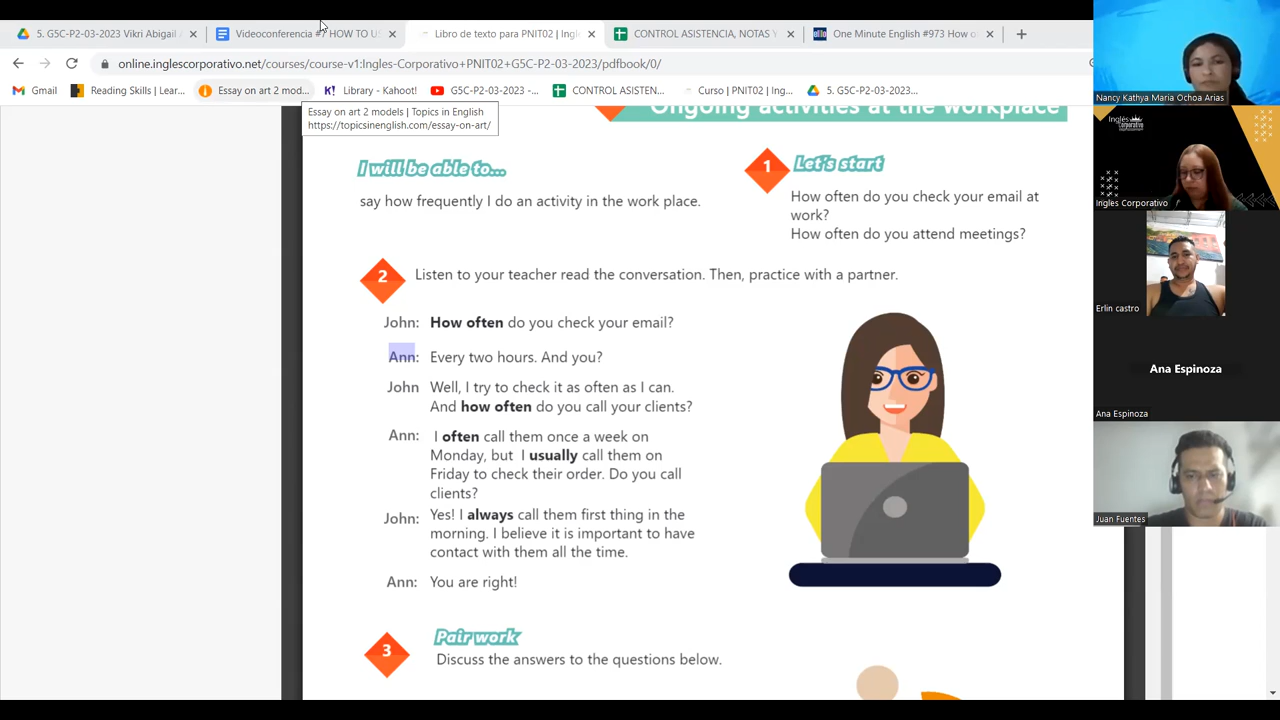 5. G5C-P2-03-2023 Vikri Abigail
Videoconferencia #7 HOW TO U
Libro de texto para PNIT02 | Ingl
CONTROL ASISTENCIA, NOTAS Y
One Minute English #973 How o
online.inglescorporativo.net/courses/course-v1:Ingles-Corporativo+PNIT02+G5C-P2-03-2023/pdfbook/0/
Gmail
Reading Skills | Lear...
Essay on art 2 mod...
Library - Kahoot!
G5C-P2-03-2023 -...
CONTROL ASISTEN...
Curso | PNIT02 | Ing...
5. G5C-P2-03-2023...
Essay on art 2 models | Topics in English
https://topicsinenglish.com/essay-on-art/
Ongoing activities at the workplace
I will be able to...
say how frequently I do an activity in the work place.
1 Let's start
How often do you check your email at
work?
How often do you attend meetings?
2 Listen to your teacher read the conversation. Then, practice with a partner.
John: How often do you check your email?
Ann: Every two hours. And you?
John Well, I try to check it as often as I can.
And how often do you call your clients?
Ann: I often call them once a week on
Monday, but I usually call them on
Friday to check their order. Do you call
clients?
John: Yes! I always call them first thing in the
morning. I believe it is important to have
contact with them all the time.
Ann: You are right!
3 Pair work
Discuss the answers to the questions below.
Nancy Kathya Maria Ochoa Arias
Inglés
Corporativo
Ingles Corporativo
Erlin castro
Ana Espinoza
Ana Espinoza
Juan Fuentes